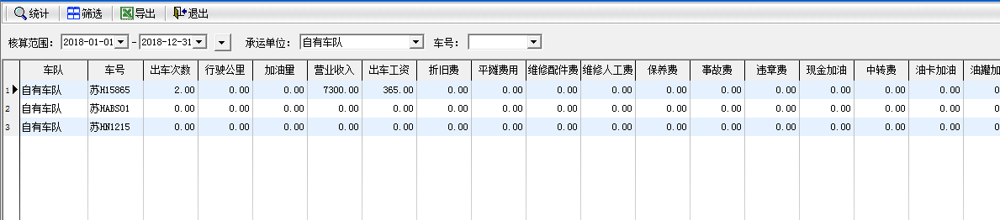 统计 筛选 导出 退出
核算范围: 2018-01-01 - 2018-12-31 承运单位: 自有车队 车号:
车队 车号 出车次数 行驶公里 加油量 营业收入 出车工资 折旧费 平摊费用 维修配件费 维修人工费 保养费 事故费 违章费 现金加油 中转费 油卡加油 油罐加
1 自有车队 苏H15865 2.00 0.00 0.00 7300.00 365.00 0.00 0.00 0.00 0.00 0.00 0.00 0.00 0.00 0.00 0.00 0
2 自有车队 苏HABS01 0.00 0.00 0.00 0.00 0.00 0.00 0.00 0.00 0.00 0.00 0.00 0.00 0.00 0.00 0.00 0
3 自有车队 苏HN1215 0.00 0.00 0.00 0.00 0.00 0.00 0.00 0.00 0.00 0.00 0.00 0.00 0.00 0.00 0.00 0